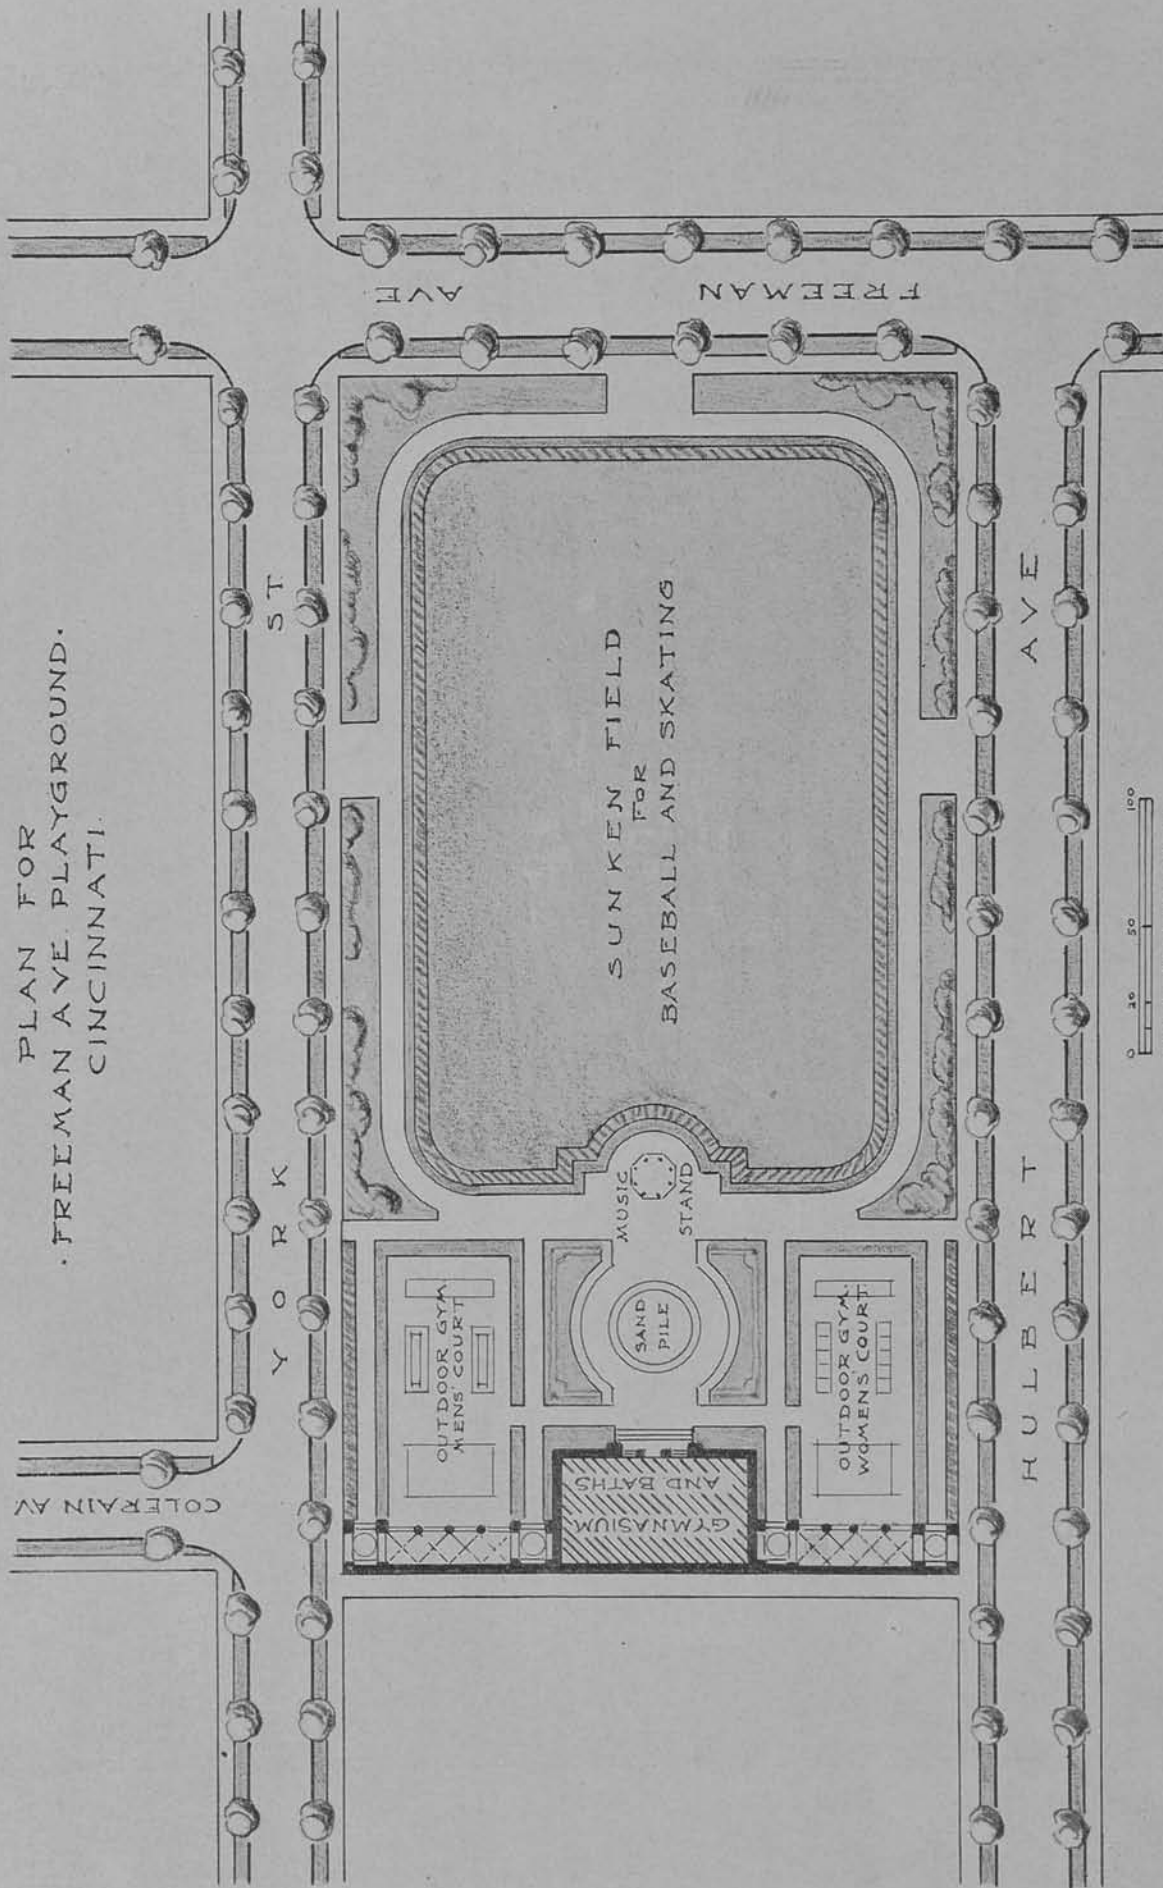 PLAN FOR
·FREEMAN AVE. PLAYGROUND.
CINCINNATI.
COLERAIN AV
YORK ST
FREEMAN AVE
SUNKEN FIELD
FOR
BASEBALL AND SKATING
MUSIC
STAND
SAND
PILE
OUTDOOR GYM
MENS' COURT
OUTDOOR GYM.
WOMENS' COURT
GYMNASIUM
AND BATHS
HULBERT AVE
0 20 50 100